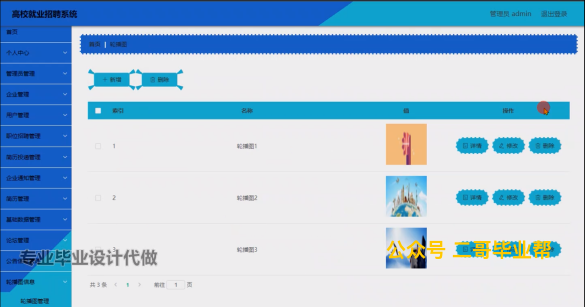 高校就业招聘系统
管理员 admin 退出登录
首页
个人中心
管理员管理
企业管理
用户管理
职位招聘管理
简历投递管理
企业通知管理
简历管理
基础数据管理
论坛管理
轮播图信息
轮播图管理
首页 轮播图
+ 新增 删除
索引 名称 值 操作
1 轮播图1 详情 修改 删除
2 轮播图2 详情 修改 删除
3 轮播图3
共 3 条 < 1 > 前往 1 页
专业毕业设计代做
公众号 三哥毕业帮